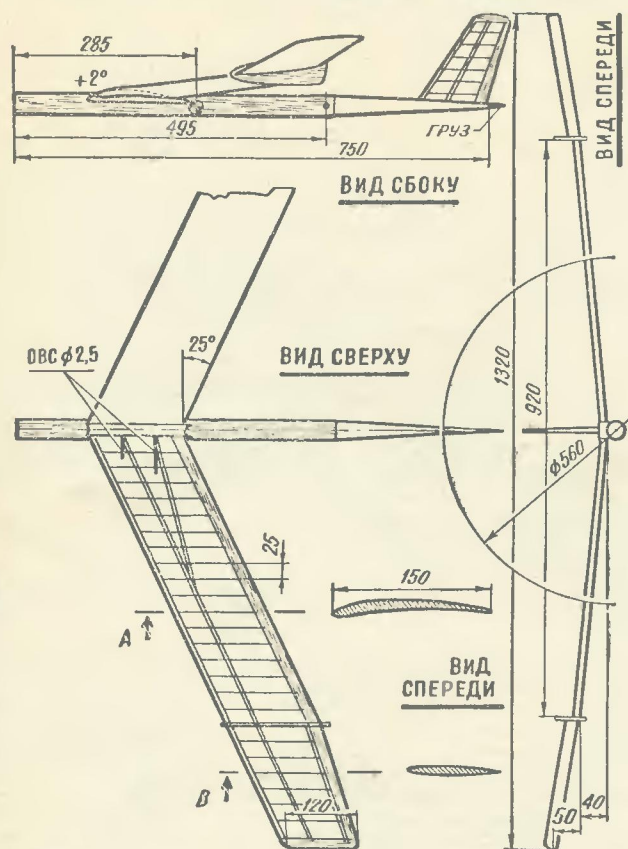 285
+2°
495
ГРУЗ
750
ВИД СБОКУ
ВИД СПЕРЕДИ
25°
ОВС ϕ2,5
ВИД СВЕРХУ
1320
920
ϕ560
25
150
А
ВИД
СПЕРЕДИ
В
120
50
40